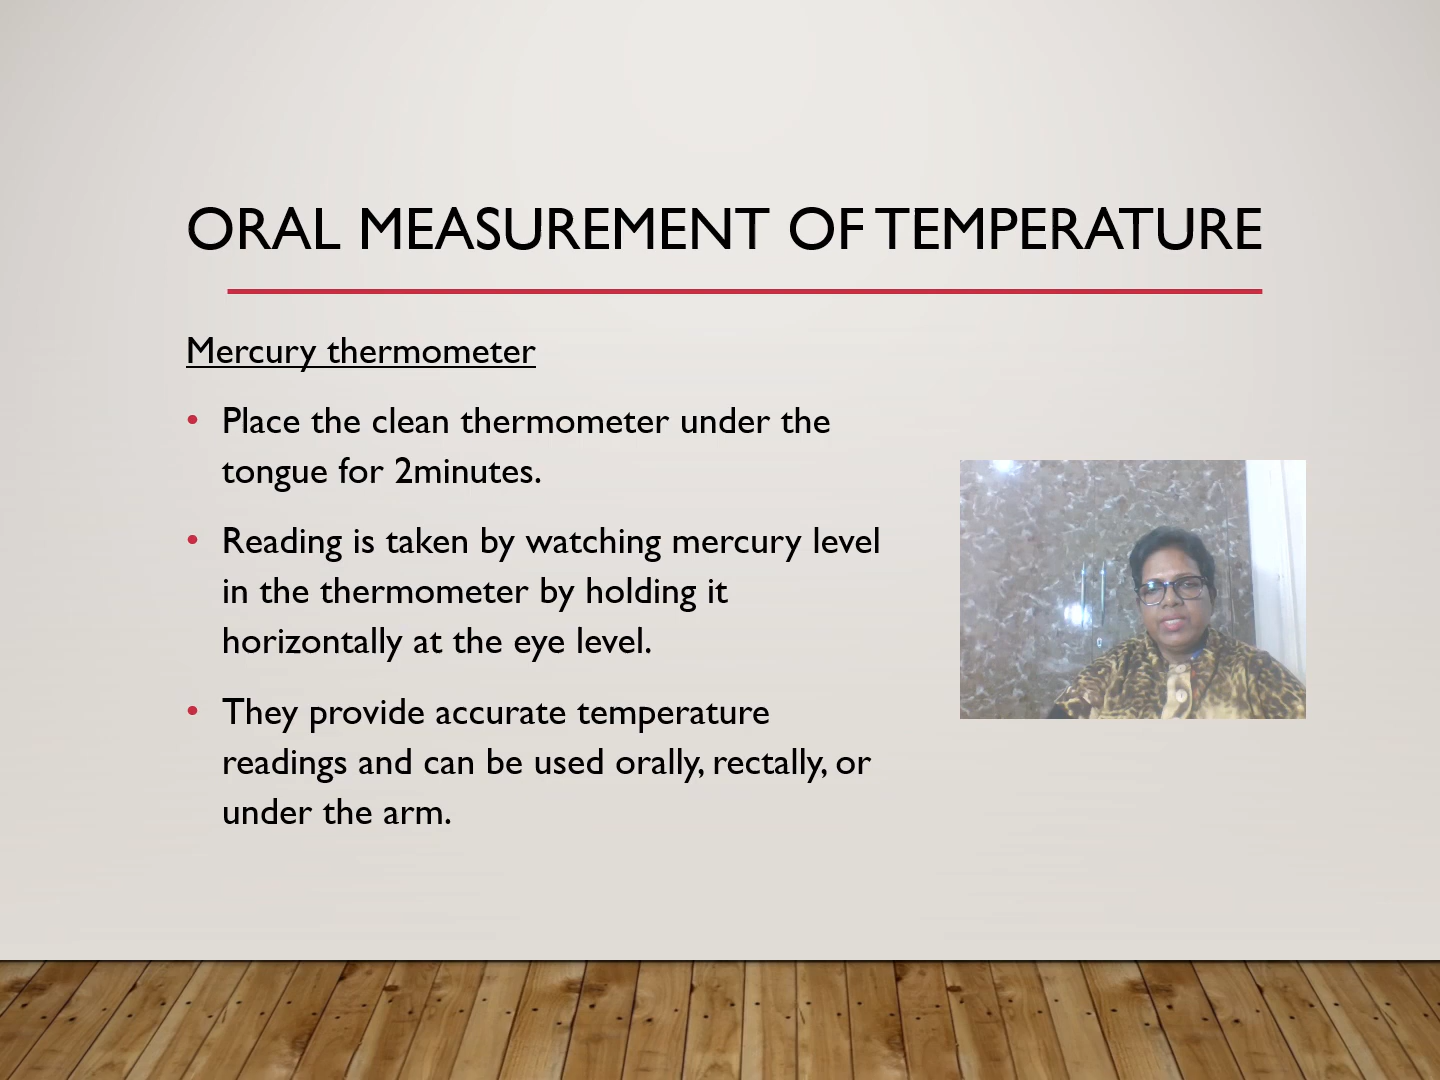 ORAL MEASUREMENT OF TEMPERATURE
Mercury thermometer
• Place the clean thermometer under the
tongue for 2minutes.
• Reading is taken by watching mercury level
in the thermometer by holding it
horizontally at the eye level.
• They provide accurate temperature
readings and can be used orally, rectally, or
under the arm.